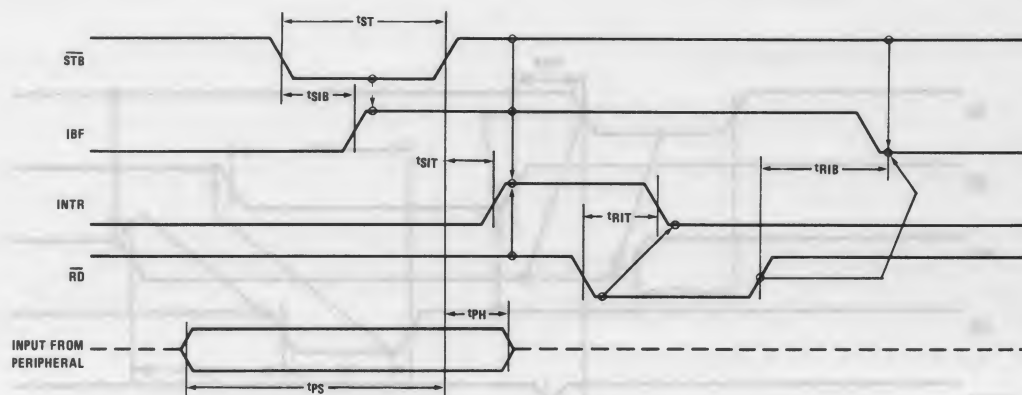 tST
STB
tSIB
IBF
tSIT
tRIB
INTR
tRIT
RD
tPH
INPUT FROM
PERIPHERAL
tPS